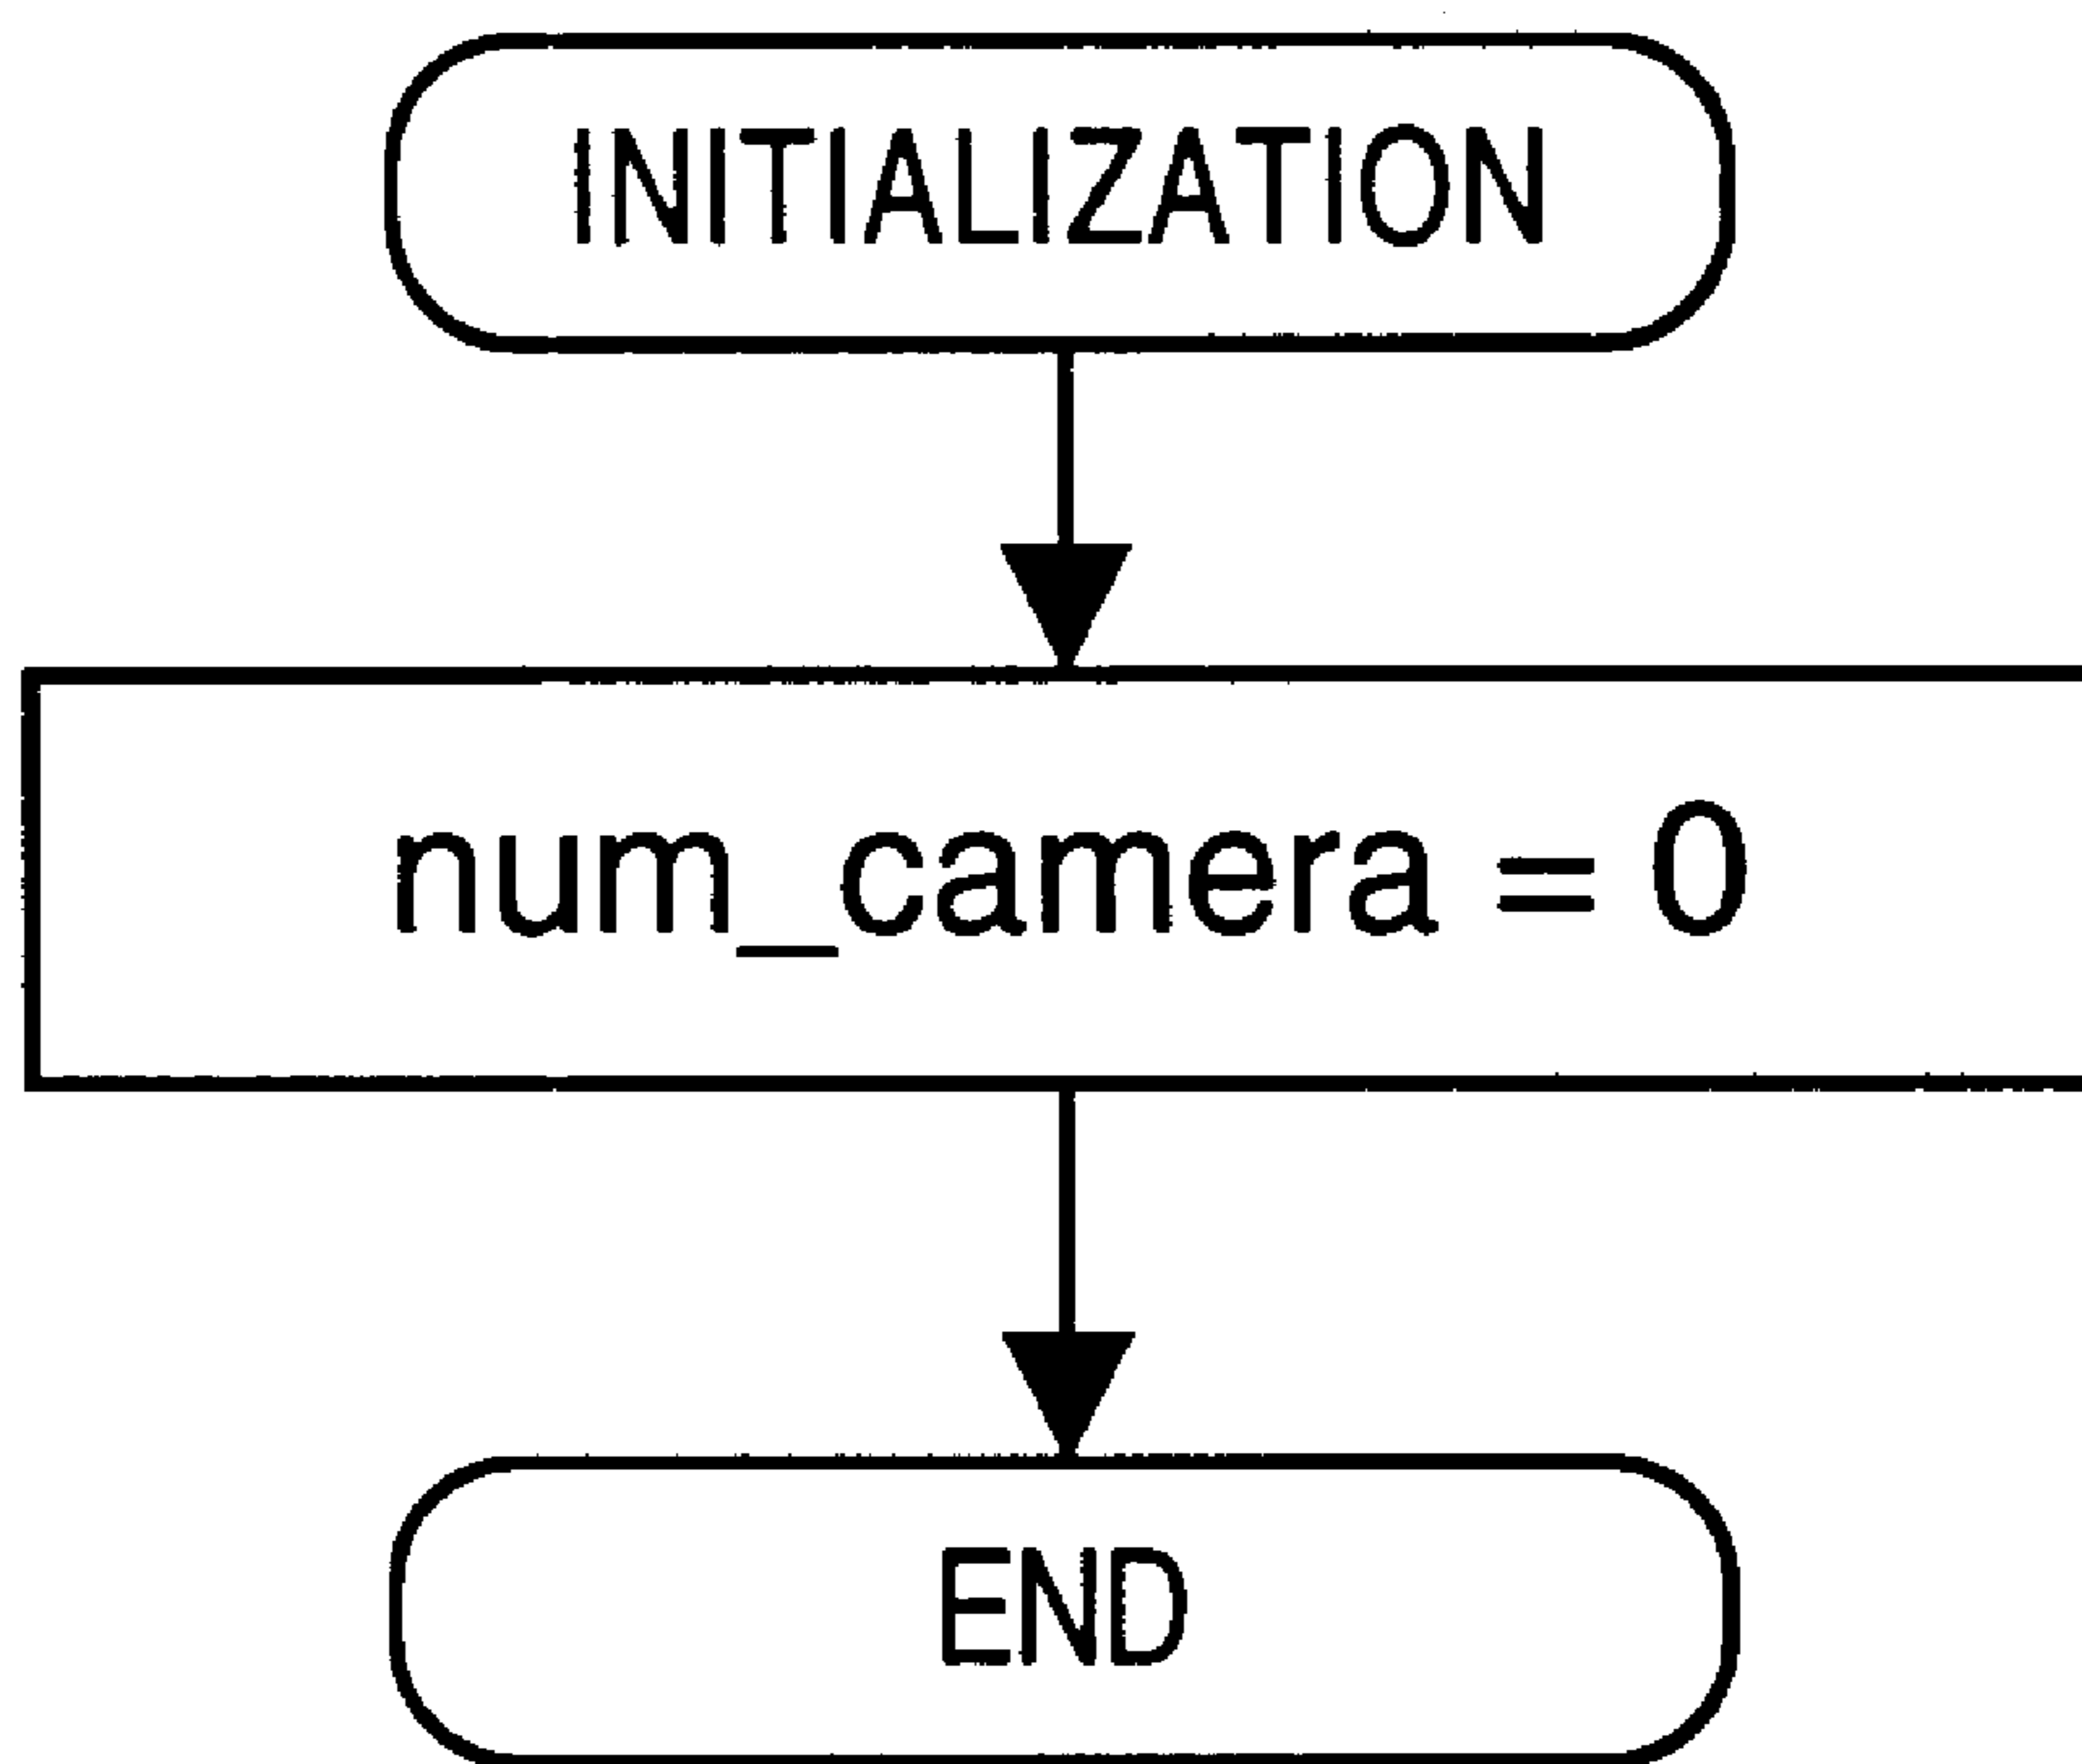 INITIALIZATION
num_camera = 0
END